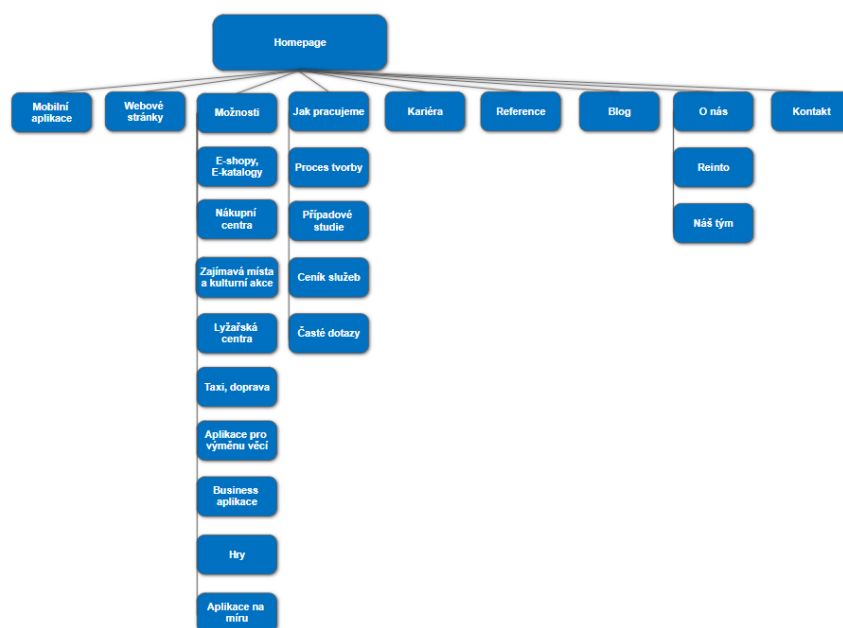 Homepage
Mobilní
aplikace
Webové
stránky
Možnosti
Jak pracujeme
Kariéra
Reference
Blog
O nás
Kontakt
E-shopy,
E-katalogy
Nákupní
centra
Zajímavá místa
a kulturní akce
Lyžařská
centra
Taxi, doprava
Aplikace pro
výměnu věcí
Business
aplikace
Hry
Aplikace na
míru
Proces tvorby
Případové
studie
Ceník služeb
Časté dotazy
Reinto
Náš tým